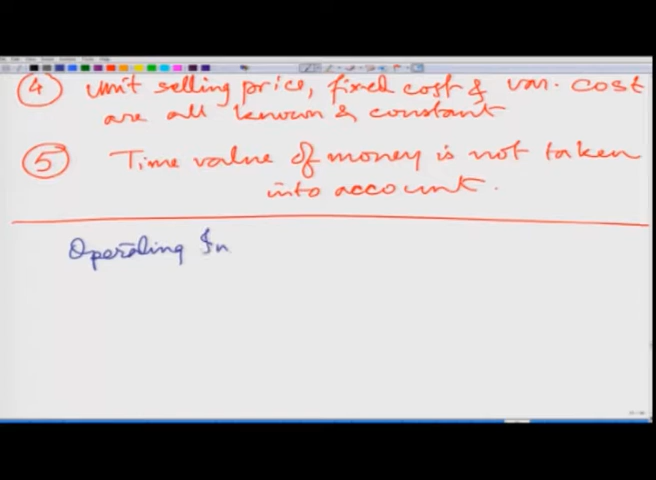 4 Unit selling price, fixed cost & var. cost
are all known & constant
5 Time value of money is not taken
into account.
Operating In